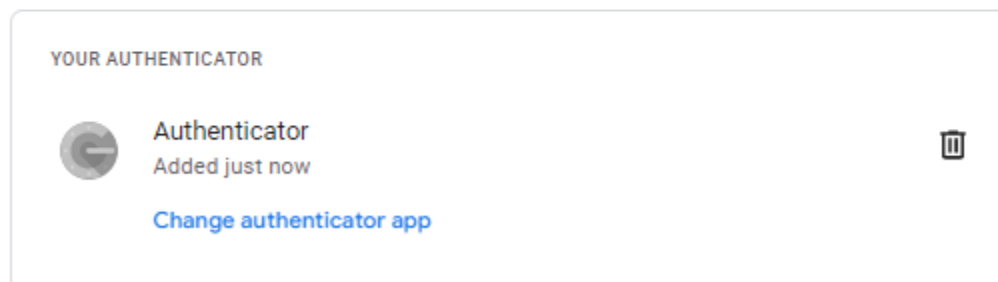 YOUR AUTHENTICATOR
Authenticator
Added just now
Change authenticator app